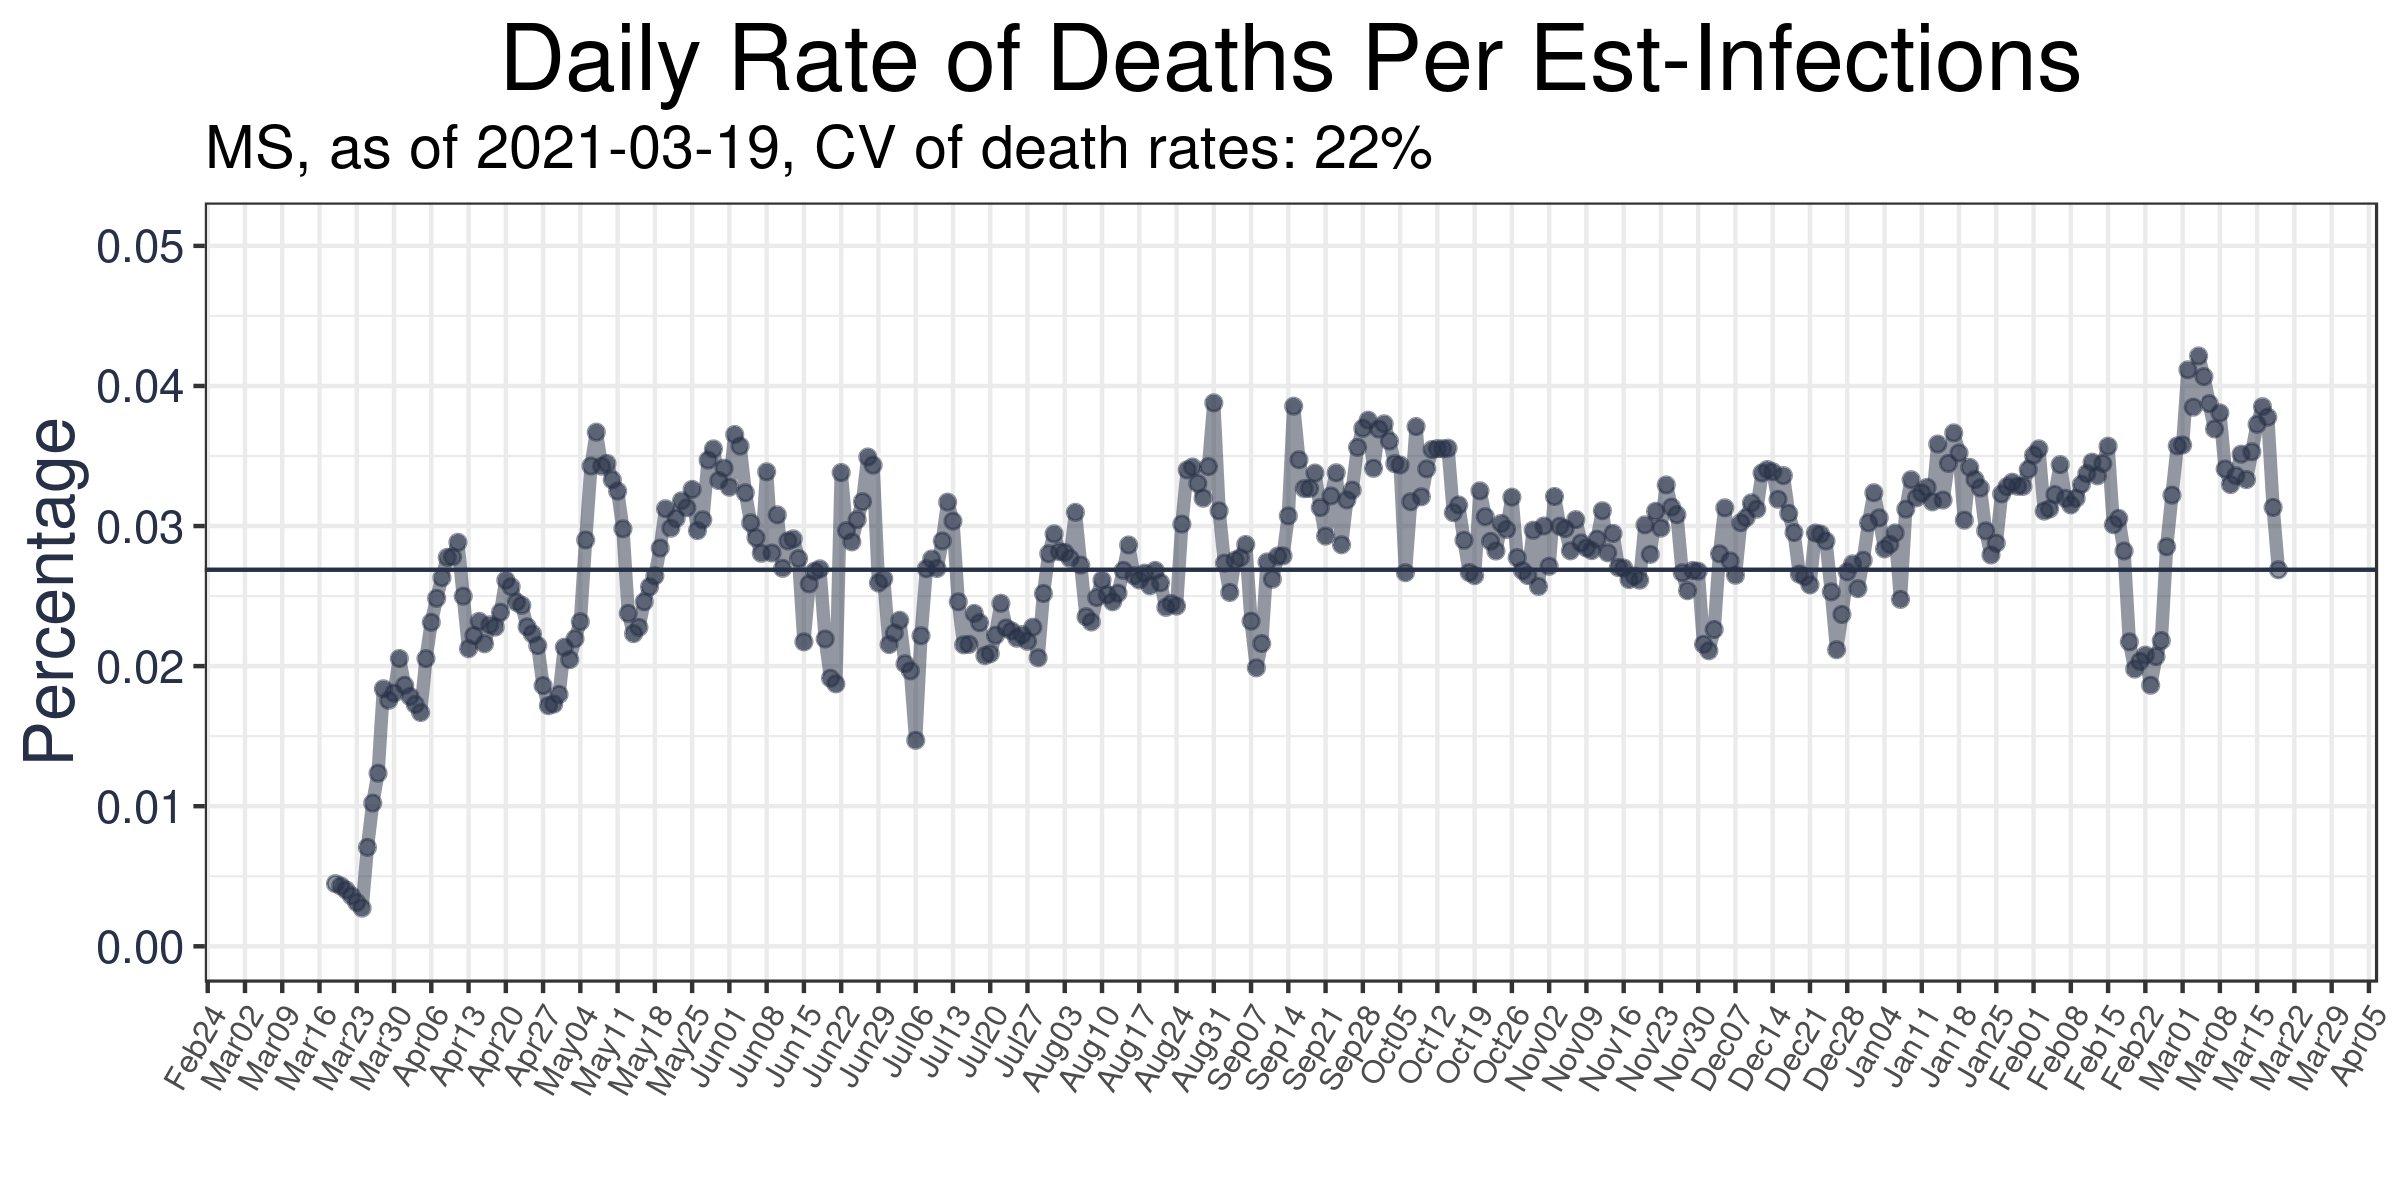 Daily Rate of Deaths Per Est-Infections
MS, as of 2021-03-19, CV of death rates: 22%
Percentage
0.05
0.04
0.03
0.02
0.01
0.00
Feb24
Mar02
Mar09
Mar16
Mar23
Mar30
Apr06
Apr13
Apr20
Apr27
May04
May11
May18
May25
Jun01
Jun08
Jun15
Jun22
Jun29
Jul06
Jul13
Jul20
Jul27
Aug03
Aug10
Aug17
Aug24
Aug31
Sep07
Sep14
Sep21
Sep28
Oct05
Oct12
Oct19
Oct26
Nov02
Nov09
Nov16
Nov23
Nov30
Dec07
Dec14
Dec21
Dec28
Jan04
Jan11
Jan18
Jan25
Feb01
Feb08
Feb15
Feb22
Mar01
Mar08
Mar15
Mar22
Mar29
Apr05